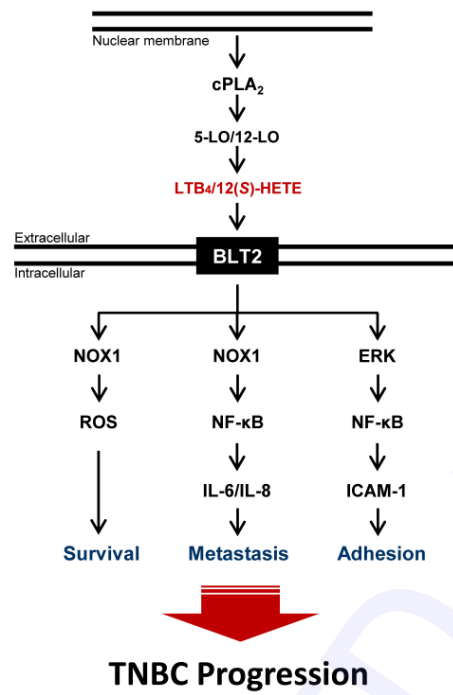 Nuclear membrane
cPLA₂
5-LO/12-LO
LTB₄/12(S)-HETE
Extracellular
BLT2
Intracellular
NOX1 NOX1 ERK
ROS NF-κB NF-κB
IL-6/IL-8 ICAM-1
Survival Metastasis Adhesion
TNBC Progression